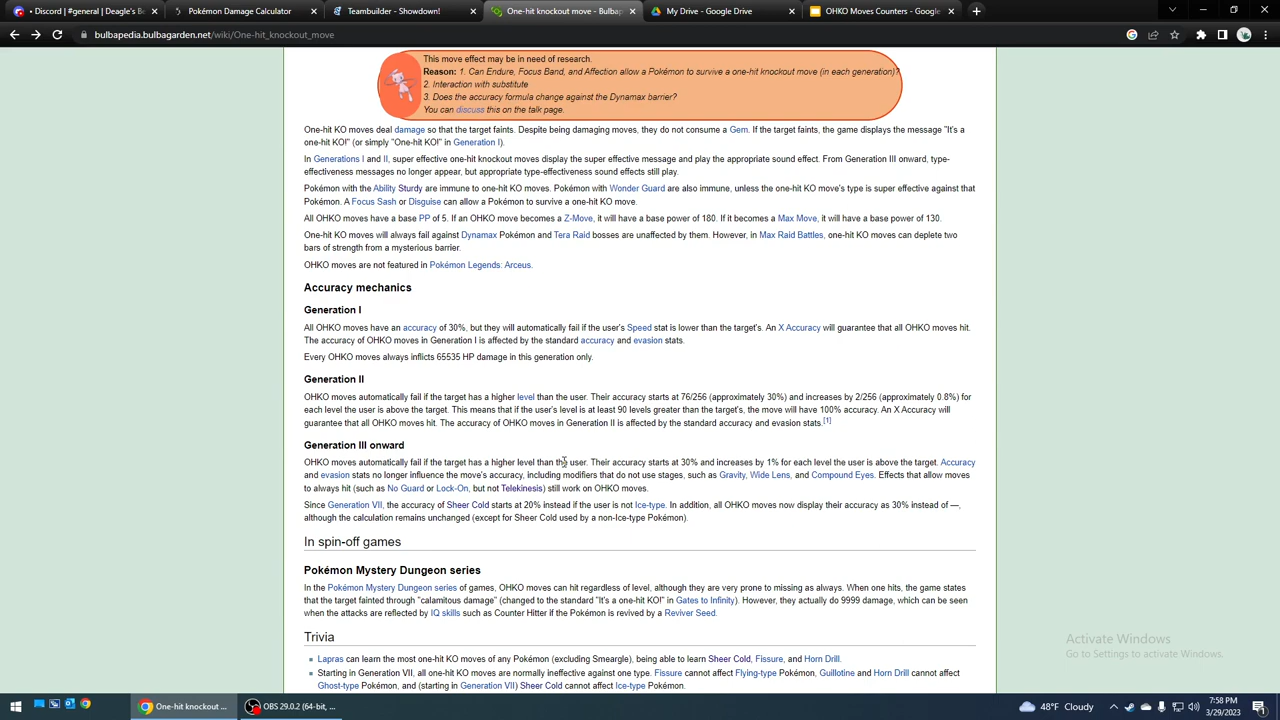 Discord | #general | Deagle's Be
Pokémon Damage Calculator
Teambuilder - Showdown!
One-hit knockout move - Bulbape
My Drive - Google Drive
OHKO Counters - Google Slides
bulbapedia.bulbagarden.net/wiki/One-hit_knockout_move
This move effect may be in need of research.
Reason: 1. Can Endure, Focus Band, and Affection allow a Pokémon to survive a one-hit knockout move (in each generation)?
2. Interaction with substitute
3. Does the accuracy formula change against the Dynamax barrier?
You can discuss this on the talk page.
One-hit KO moves deal damage so that the target faints. Despite being damaging moves, they do not consume a Gem. If the target faints, the game displays the message "It's a
one-hit KO!" (or simply "One-hit KO!" in Generation I).
In Generations I and II, super effective one-hit knockout moves display the super effective message and play the appropriate sound effect. From Generation III onward, type-
effectiveness messages no longer appear, but appropriate type-effectiveness sound effects still play.
Pokémon with the Ability Sturdy are immune to one-hit KO moves. Pokémon with Wonder Guard are also immune, unless the one-hit KO move's type is super effective against that
Pokémon. A Focus Sash or Disguise can allow a Pokémon to survive a one-hit KO move.
All OHKO moves have a base PP of 5. If an OHKO move becomes a Z-Move, it will have a base power of 180. If it becomes a Max Move, it will have a base power of 130.
One-hit KO moves will always fail against Dynamax Pokémon and Tera Raid bosses are unaffected by them. However, in Max Raid Battles, one-hit KO moves can deplete two
bars of strength from a mysterious barrier.
OHKO moves are not featured in Pokémon Legends: Arceus.
Accuracy mechanics
Generation I
All OHKO moves have an accuracy of 30%, but they will automatically fail if the user's Speed stat is lower than the target's. An X Accuracy will guarantee that all OHKO moves hit.
The accuracy of OHKO moves in Generation I is affected by the standard accuracy and evasion stats.
Every OHKO moves always inflicts 65535 HP damage in this generation only.
Generation II
OHKO moves automatically fail if the target has a higher level than the user. Their accuracy starts at 76/256 (approximately 30%) and increases by 2/256 (approximately 0.8%) for
each level the user is above the target. This means that if the user's level is at least 90 levels greater than the target's, the move will have 100% accuracy. An X Accuracy will
guarantee that all OHKO moves hit. The accuracy of OHKO moves in Generation II is affected by the standard accuracy and evasion stats.[1]
Generation III onward
OHKO moves automatically fail if the target has a higher level than the user. Their accuracy starts at 30% and increases by 1% for each level the user is above the target. Accuracy
and evasion stats no longer influence the move's accuracy, including modifiers that do not use stages, such as Gravity, Wide Lens, and Compound Eyes. Effects that allow moves
to always hit (such as No Guard or Lock-On, but not Telekinesis) still work on OHKO moves.
Since Generation VII, the accuracy of Sheer Cold starts at 20% instead if the user is not Ice-type. In addition, all OHKO moves now display their accuracy as 30% instead of —,
although the calculation remains unchanged (except for Sheer Cold used by a non-Ice-type Pokémon).
In spin-off games
Pokémon Mystery Dungeon series
In the Pokémon Mystery Dungeon series of games, OHKO moves can hit regardless of level, although they are very prone to missing as always. When one hits, the game states
that the target fainted through "calamitous damage" (changed to the standard "It's a one-hit KO!" in Gates to Infinity). However, they actually do 9999 damage, which can be seen
when the attacks are reflected by IQ skills such as Counter Hitter if the Pokémon is revived by a Reviver Seed.
Trivia
Lapras can learn the most one-hit KO moves of any Pokémon (excluding Smeargle), being able to learn Sheer Cold, Fissure, and Horn Drill.
Starting in Generation VII, all one-hit KO moves are normally ineffective against one type. Fissure cannot affect Flying-type Pokémon, Guillotine and Horn Drill cannot affect
Ghost-type Pokémon, and (starting in Generation VII) Sheer Cold cannot affect Ice-type Pokémon.
Activate Windows
Go to Settings to activate Windows.
One-hit knockout ...
OBS 29.0.2 (64-bit, ...
48°F Cloudy
7:58 PM
3/29/2023